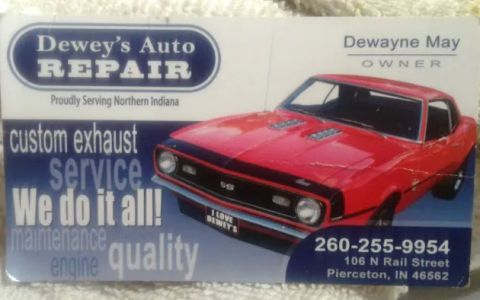 Dewey's Auto
REPAIR
Proudly Serving Northern Indiana
Dewayne May
OWNER
custom exhaust
service
We do it all!
maintenance
engine
quality
SS
I LOVE
DEWEY'S
260-255-9954
106 N Rail Street
Pierceton, IN 46562